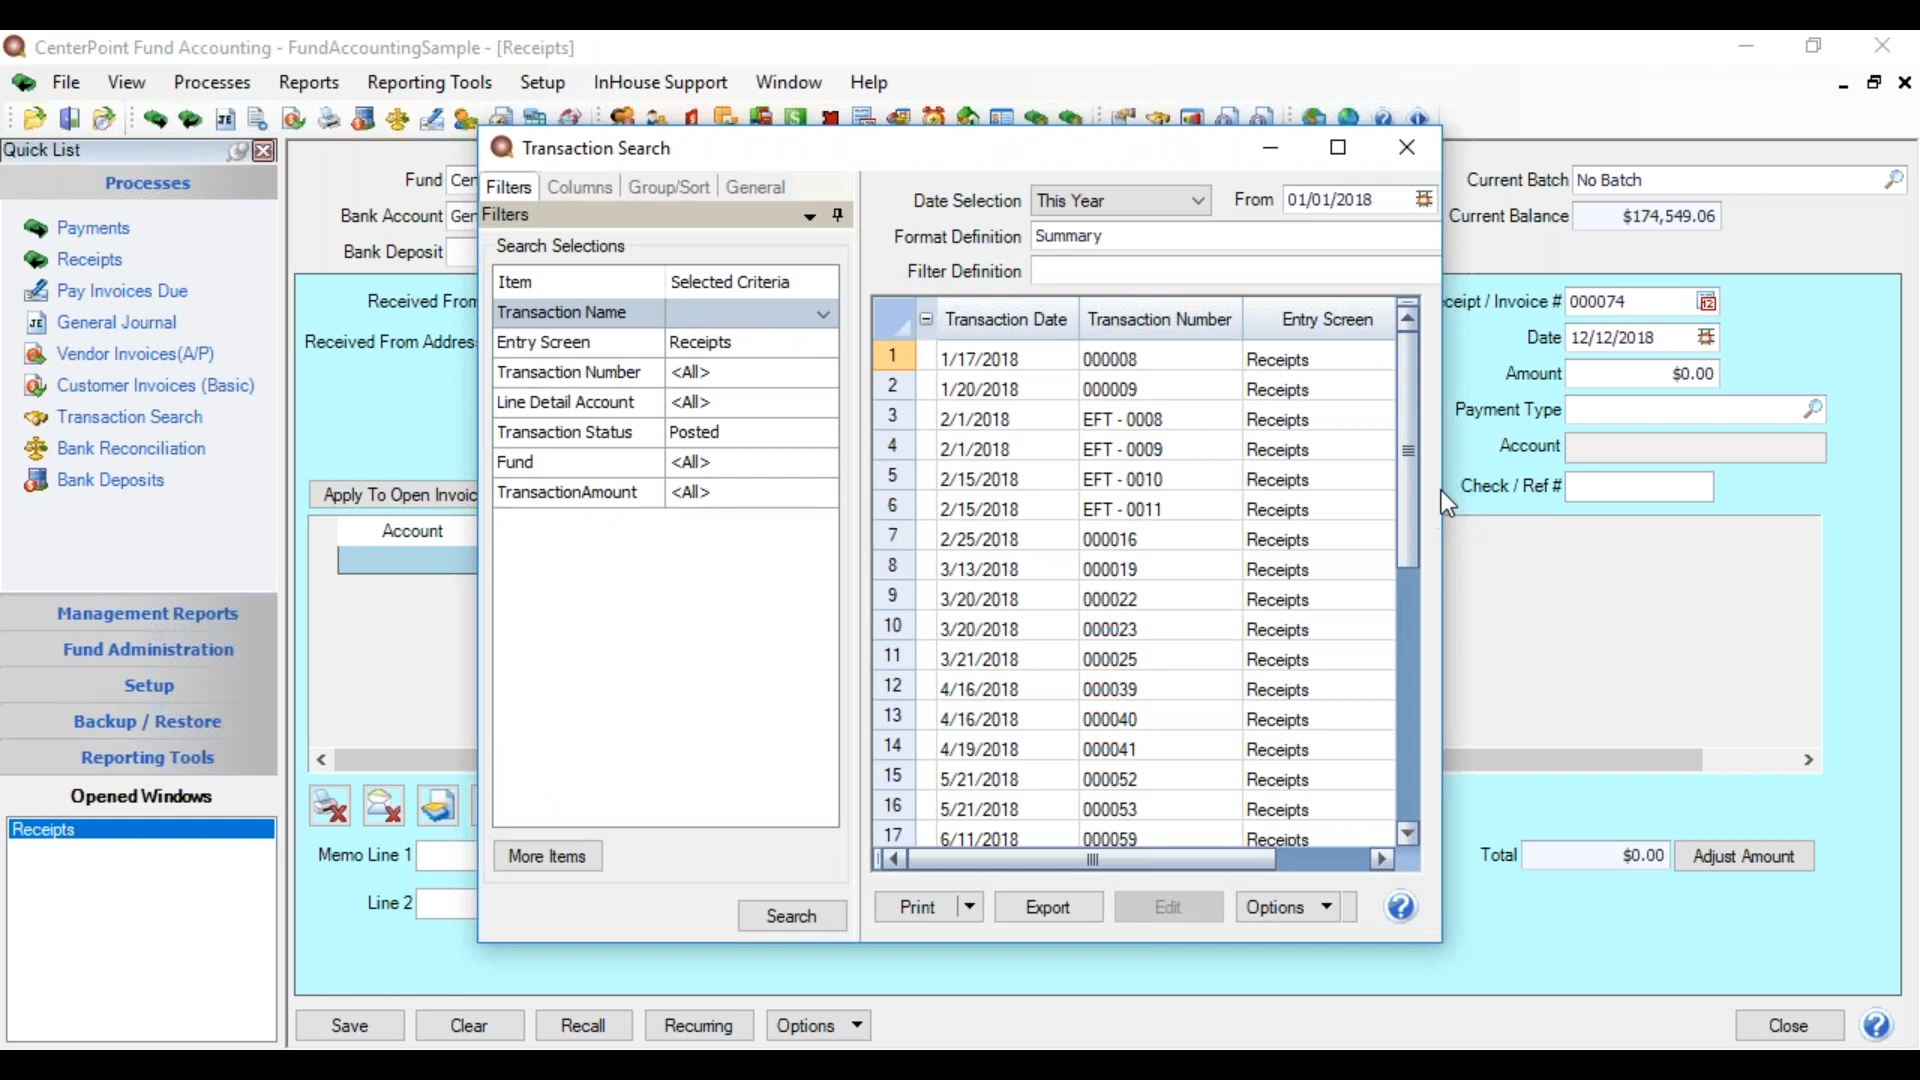 CenterPoint Fund Accounting - FundAccountingSample - [Receipts]
File View Processes Reports Reporting Tools Setup InHouse Support Window Help
Quick List
Processes
Payments
Receipts
Pay Invoices Due
General Journal
Vendor Invoices(A/P)
Customer Invoices (Basic)
Transaction Search
Bank Reconciliation
Bank Deposits
Management Reports
Fund Administration
Setup
Backup / Restore
Reporting Tools
Opened Windows
Receipts
Fund Cen
Bank Account Gen
Bank Deposit
Received From
Received From Addres
Apply To Open Invoic
Account
Memo Line 1
Line 2
Save Clear Recall Recurring Options
Transaction Search
Filters Columns Group/Sort General
Filters
Search Selections
Item Selected Criteria
Transaction Name
Entry Screen Receipts
Transaction Number <All>
Line Detail Account <All>
Transaction Status Posted
Fund <All>
TransactionAmount <All>
More Items
Search
Date Selection This Year From 01/01/2018
Format Definition Summary
Filter Definition
Transaction Date Transaction Number Entry Screen
1 1/17/2018 000008 Receipts
2 1/20/2018 000009 Receipts
3 2/1/2018 EFT - 0008 Receipts
4 2/1/2018 EFT - 0009 Receipts
5 2/15/2018 EFT - 0010 Receipts
6 2/15/2018 EFT - 0011 Receipts
7 2/25/2018 000016 Receipts
8 3/13/2018 000019 Receipts
9 3/20/2018 000022 Receipts
10 3/20/2018 000023 Receipts
11 3/21/2018 000025 Receipts
12 4/16/2018 000039 Receipts
13 4/16/2018 000040 Receipts
14 4/19/2018 000041 Receipts
15 5/21/2018 000052 Receipts
16 5/21/2018 000053 Receipts
17 6/11/2018 000059 Receipts
Print Export Edit Options
Current Batch No Batch
Current Balance $174,549.06
ceipt / Invoice # 000074
Date 12/12/2018
Amount $0.00
Payment Type
Account
Check / Ref #
Total $0.00 Adjust Amount
Close